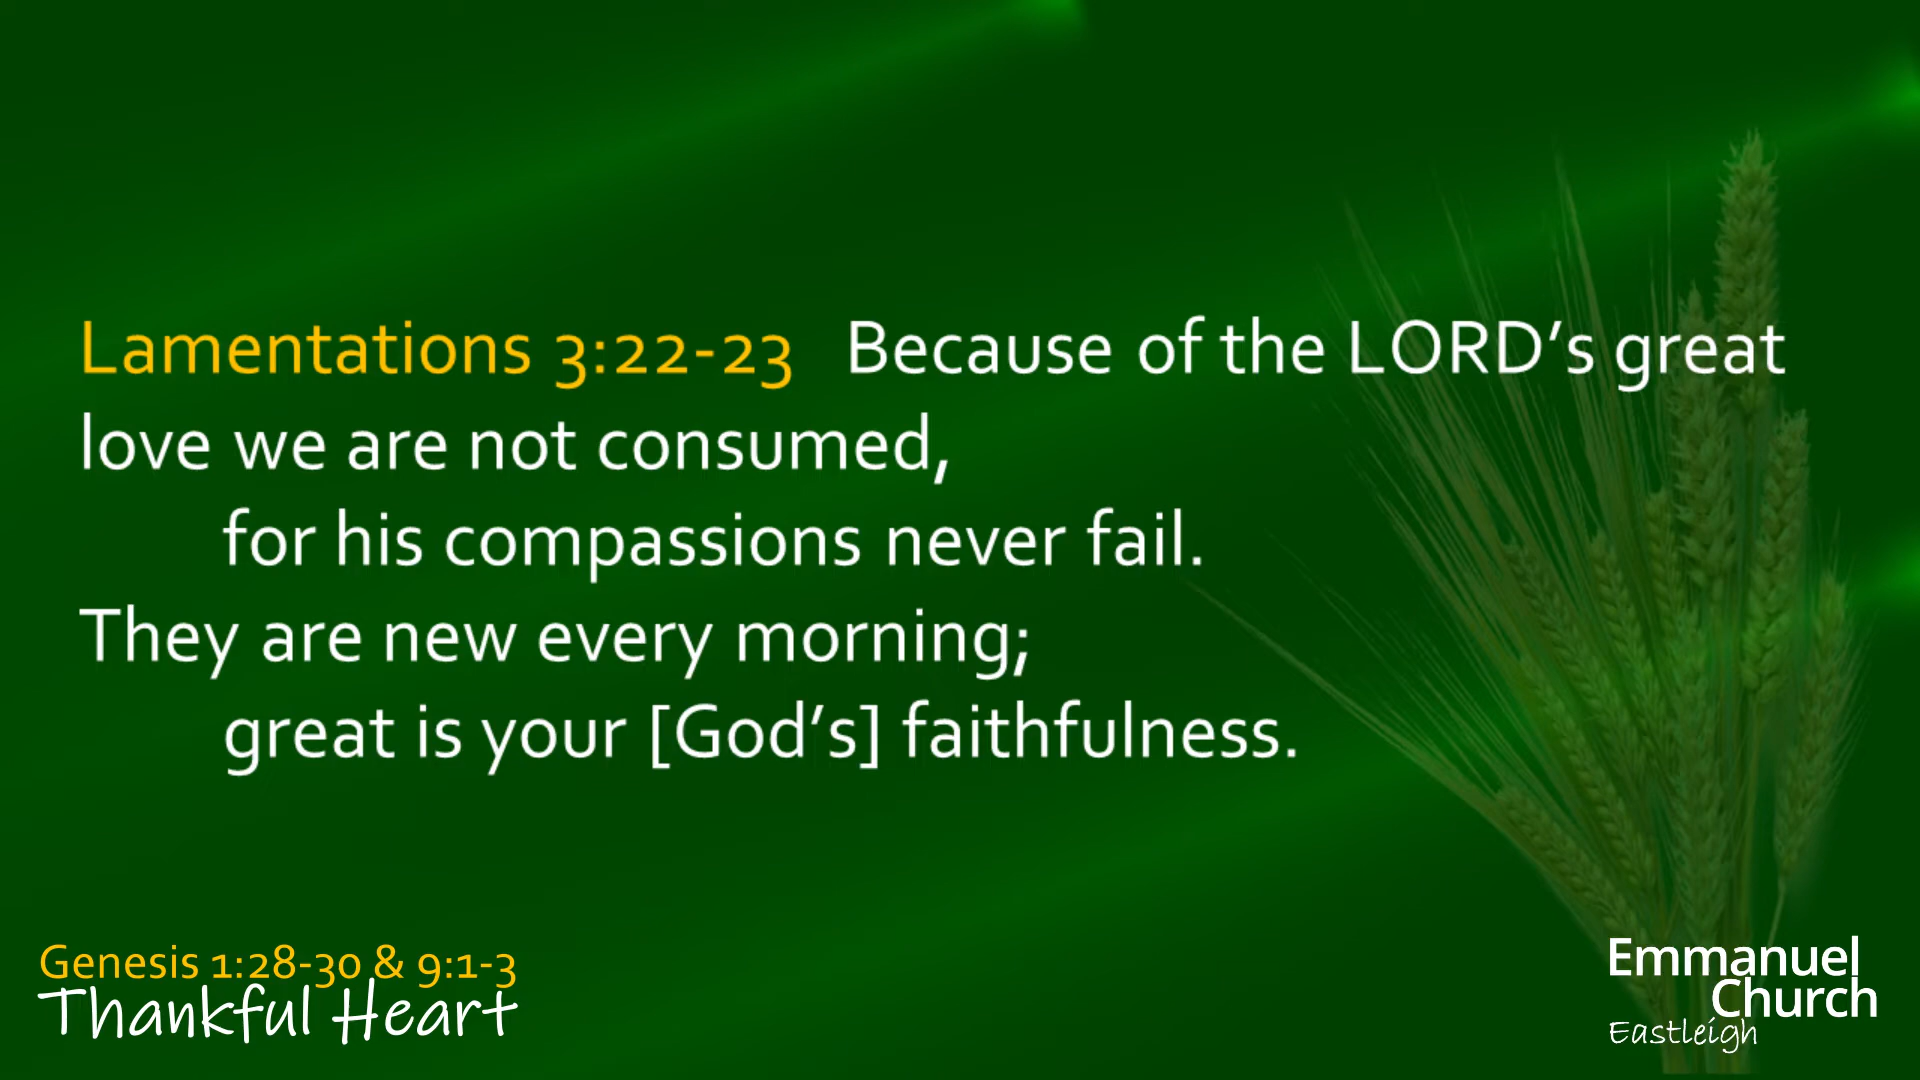 Lamentations 3:22-23 Because of the LORD’s great
love we are not consumed,
for his compassions never fail.
They are new every morning;
great is your [God’s] faithfulness.
Genesis 1:28-30 & 9:1-3
Thankful Heart
Emmanuel
Church
Eastleigh